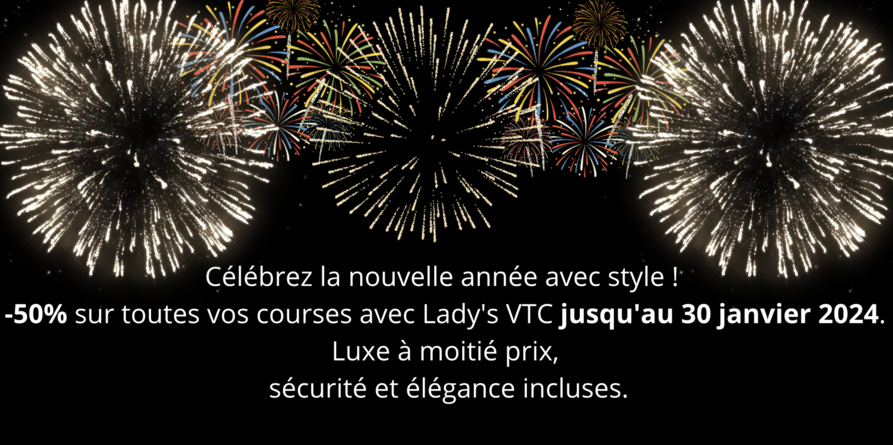 Célébrez la nouvelle année avec style !
-50% sur toutes vos courses avec Lady's VTC jusqu'au 30 janvier 2024.
Luxe à moitié prix,
sécurité et élégance incluses.